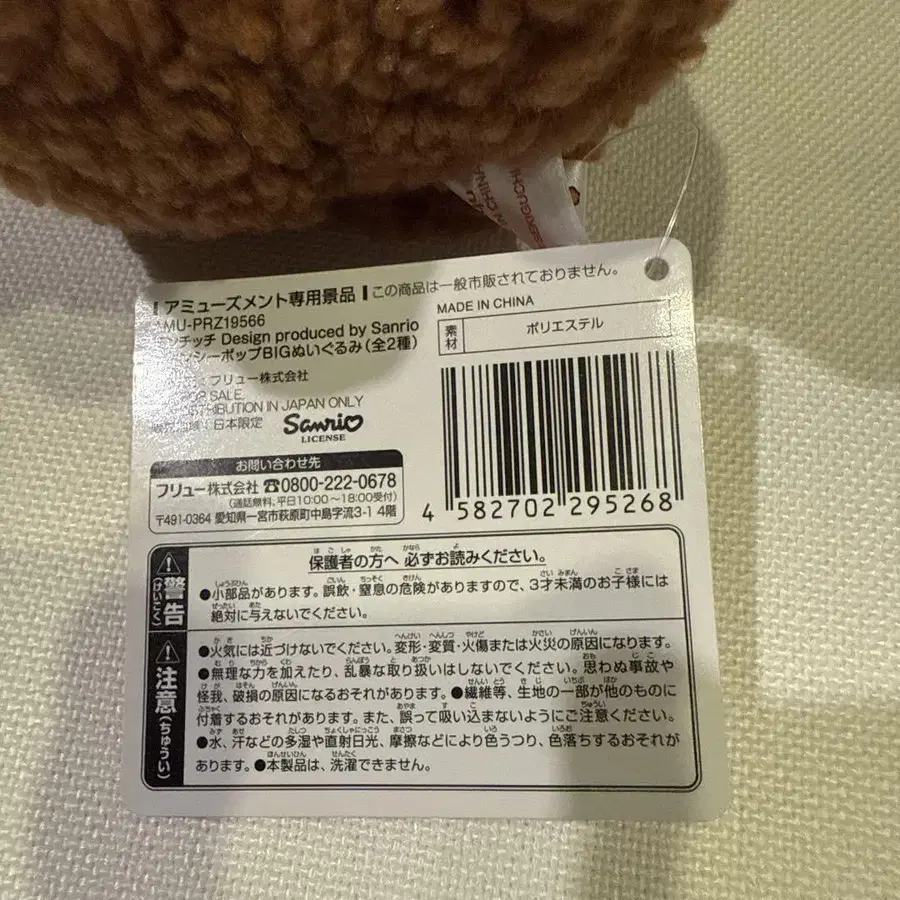 アミューズメント専用景品 この商品は一般市販されておりません。
MU-PRZ19566
ンチッチ Design produced by Sanrio
ンシーポップBIGぬいぐるみ(全2種)
フリュー株式会社
SALE.
DISTRIBUTION IN JAPAN ONLY
日本限定
Sanrio
LICENSE
MADE IN CHINA
素材 ポリエステル
4 582702 295268
お問い合わせ先
フリュー株式会社 ☎0800-222-0678
(通話無料、平日10:00〜18:00受付)
〒491-0364 愛知県一宮市萩原町中島字流3-1 4階
保護者の方へ 必ずお読みください。
警告(けいこく)
●小部品があります。誤飲・窒息の危険がありますので、3才未満のお子様には
絶対に与えないでください。
注意(ちゅうい)
●火気には近づけないでください。変形・変質・火傷または火災の原因になります。
●無理な力を加えたり、乱暴な取り扱いはしないでください。思わぬ事故や
怪我、破損の原因になるおそれがあります。●繊維等、生地の一部が他のものに
付着するおそれがあります。また、誤って吸い込まないようにご注意ください。
●水、汗などの多湿や直射日光、摩擦などにより色うつり、色落ちするおそれが
あります。●本製品は、洗濯できません。